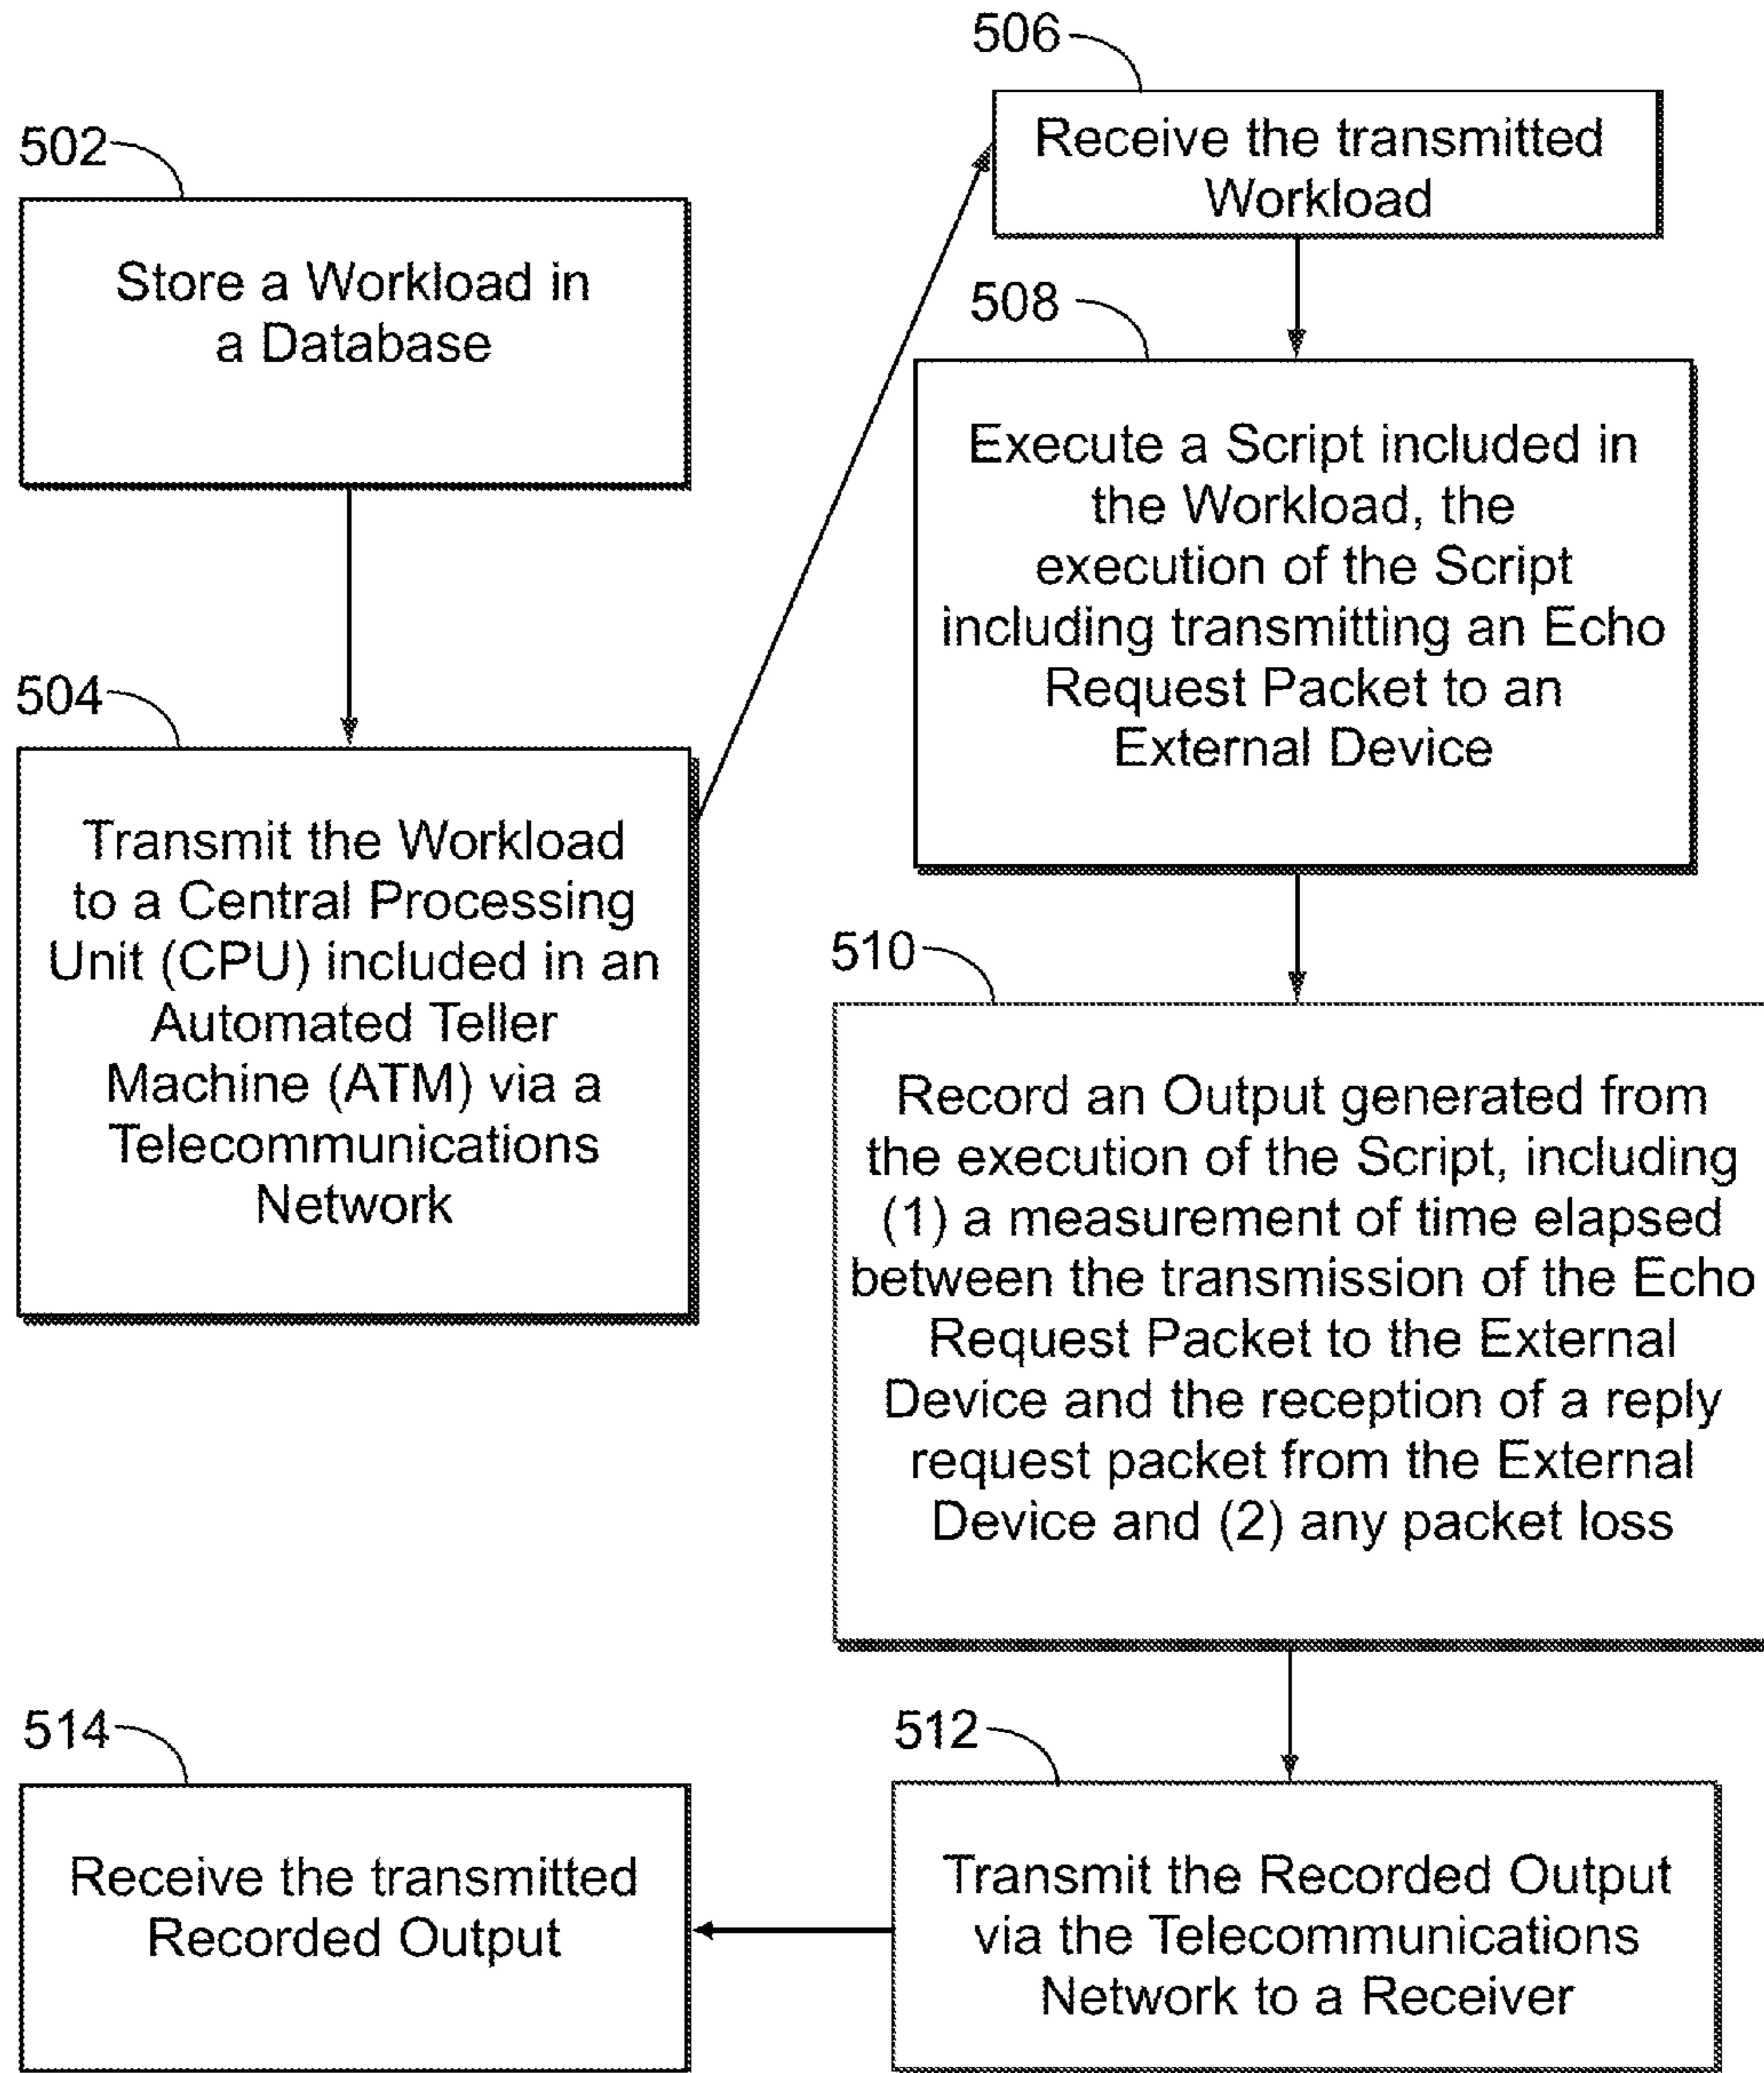 502
Store a Workload in
a Database
504
Transmit the Workload
to a Central Processing
Unit (CPU) included in an
Automated Teller
Machine (ATM) via a
Telecommunications
Network
506
Receive the transmitted
Workload
508
Execute a Script included in
the Workload, the
execution of the Script
including transmitting an Echo
Request Packet to an
External Device
510
Record an Output generated from
the execution of the Script, including
(1) a measurement of time elapsed
between the transmission of the Echo
Request Packet to the External
Device and the reception of a reply
request packet from the External
Device and (2) any packet loss
512
Transmit the Recorded Output
via the Telecommunications
Network to a Receiver
514
Receive the transmitted
Recorded Output